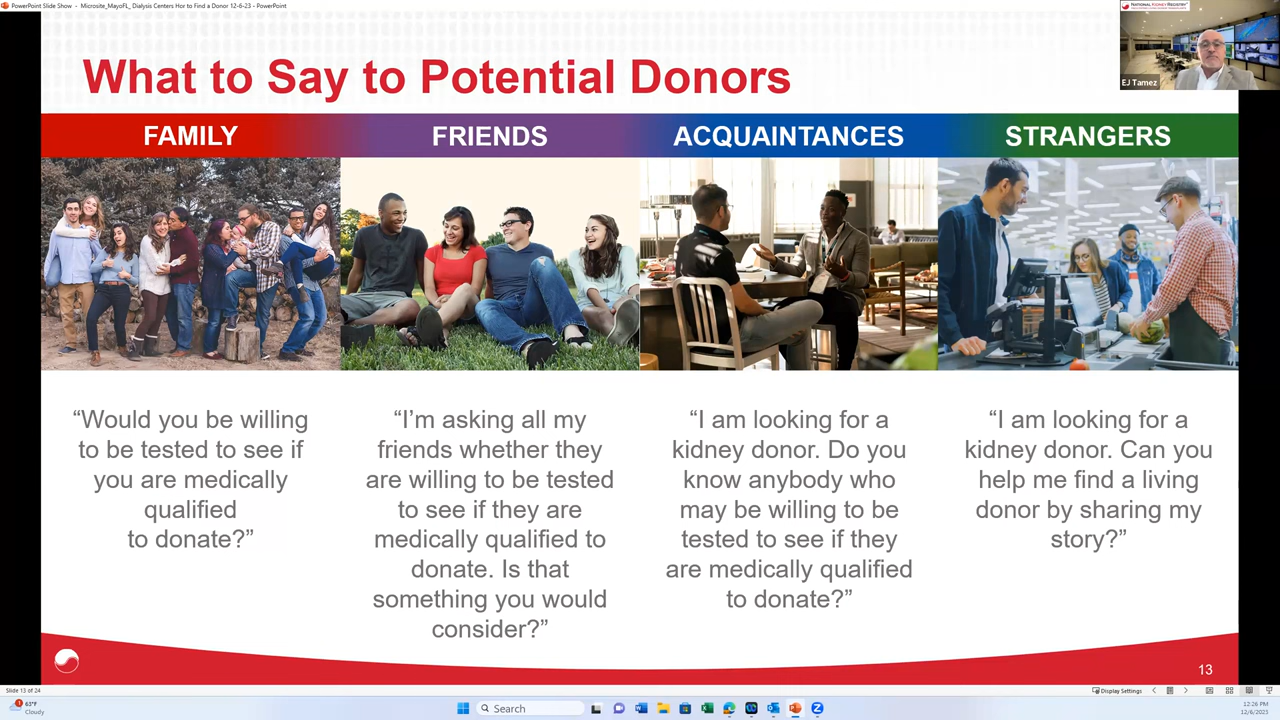 PowerPoint Slide Show - Microsite_MayoFL_ Dialysis Centers Hor to Find a Donor 12-6-23 - PowerPoint
NATIONAL KIDNEY REGISTRY
EJ Tamez
What to Say to Potential Donors
FAMILY
FRIENDS
ACQUAINTANCES
STRANGERS
“Would you be willing
to be tested to see if
you are medically
qualified
to donate?”
“I’m asking all my
friends whether they
are willing to be tested
to see if they are
medically qualified to
donate. Is that
something you would
consider?”
“I am looking for a
kidney donor. Do you
know anybody who
may be willing to be
tested to see if they
are medically qualified
to donate?”
“I am looking for a
kidney donor. Can you
help me find a living
donor by sharing my
story?”
13
Slide 13 of 24
Display Settings
1
63°F
Cloudy
Search
12:26 PM
12/6/2023